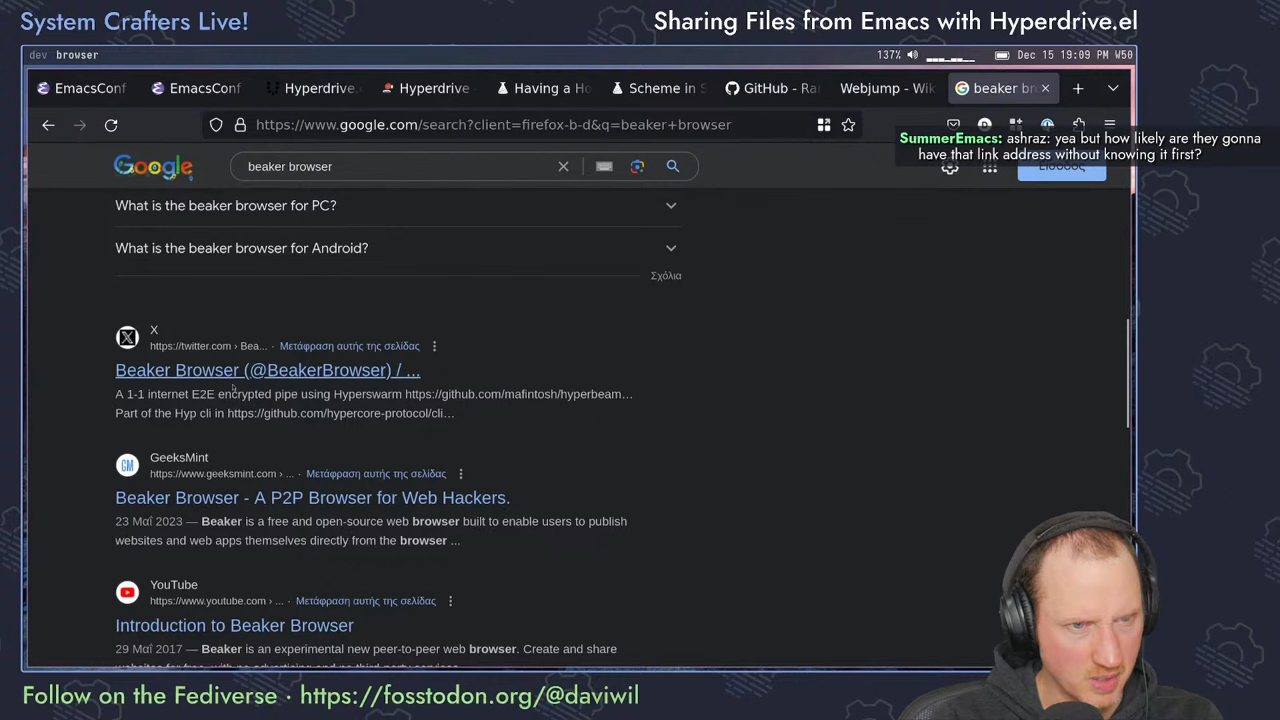 System Crafters Live!
Sharing Files from Emacs with Hyperdrive.el
dev browser
137%
Dec 15 19:09 PM W50
EmacsConf
EmacsConf
Hyperdrive.
Hyperdrive
Having a Ho
Scheme in S
GitHub - Rar
Webjump - Wik
beaker br
https://www.google.com/search?client=firefox-b-d&q=beaker+browser
SummerEmacs: ashraz: yea but how likely are they gonna
have that link address without knowing it first?
Google
beaker browser
What is the beaker browser for PC?
What is the beaker browser for Android?
Σχόλια
X
https://twitter.com › Bea... · Μετάφραση αυτής της σελίδας
Beaker Browser (@BeakerBrowser) / ...
A 1-1 internet E2E encrypted pipe using Hyperswarm https://github.com/mafintosh/hyperbeam…
Part of the Hyp cli in https://github.com/hypercore-protocol/cli…
GM
GeeksMint
https://www.geeksmint.com › ... · Μετάφραση αυτής της σελίδας
Beaker Browser - A P2P Browser for Web Hackers.
23 Μαΐ 2023 — Beaker is a free and open-source web browser built to enable users to publish
websites and web apps themselves directly from the browser ...
YouTube
https://www.youtube.com › ... · Μετάφραση αυτής της σελίδας
Introduction to Beaker Browser
29 Μαΐ 2017 — Beaker is an experimental new peer-to-peer web browser. Create and share
Follow on the Fediverse · https://fosstodon.org/@daviwil